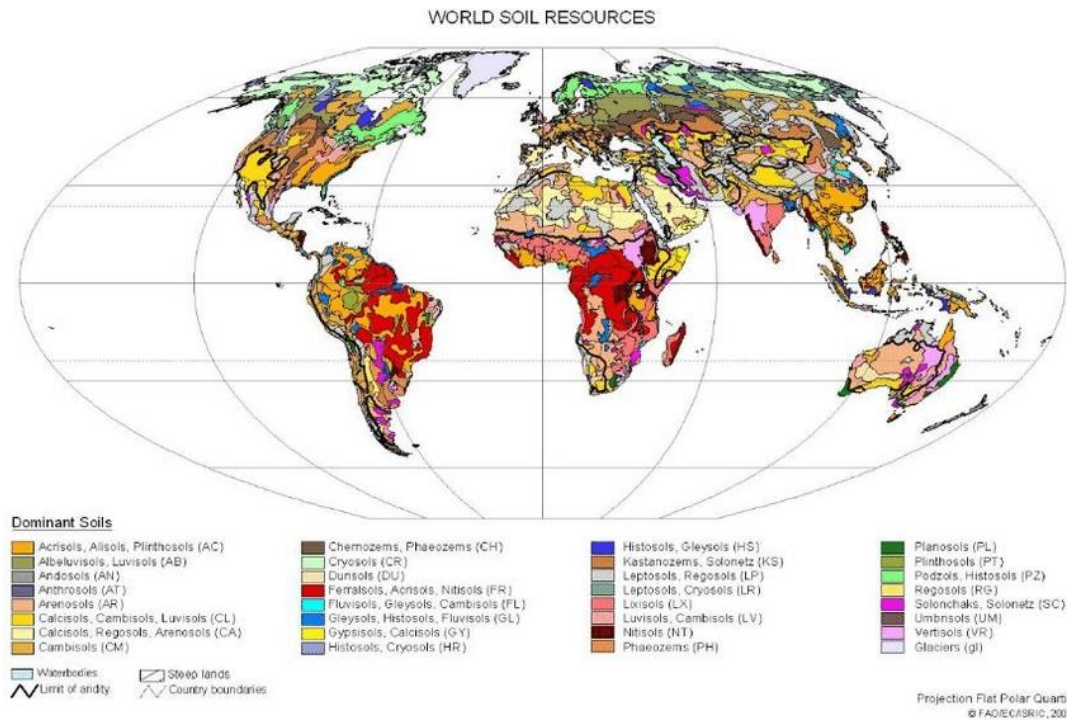 WORLD SOIL RESOURCES
Dominant Soils
Acrisols, Alisols, Plinthosols (AC)
Albeluvisols, Luvisols (AB)
Andosols (AN)
Anthrosols (AT)
Arenosols (AR)
Calcisols, Cambisols, Luvisols (CL)
Calcisols, Regosols, Arenosols (CA)
Cambisols (CM)
Chernozems, Phaeozems (CH)
Cryosols (CR)
Durisols (DU)
Ferralsols, Acrisols, Nitisols (FR)
Fluvisols, Gleysols, Cambisols (FL)
Gleysols, Histosols, Fluvisols (GL)
Gypsisols, Calcisols (GY)
Histosols, Cryosols (HR)
Histosols, Gleysols (HS)
Kastanozems, Solonetz (KS)
Leptosols, Regosols (LP)
Leptosols, Cryosols (LR)
Lixisols (LX)
Luvisols, Cambisols (LV)
Nitisols (NT)
Phaeozems (PH)
Planosols (PL)
Plinthosols (PT)
Podzols, Histosols (PZ)
Regosols (RG)
Solonchaks, Solonetz (SC)
Umbrisols (UM)
Vertisols (VR)
Glaciers (gl)
Waterbodies
Limit of aridity
Steep lands
Country boundaries
Projection Flat Polar Quarti
© FAO/EC/ISRIC, 200